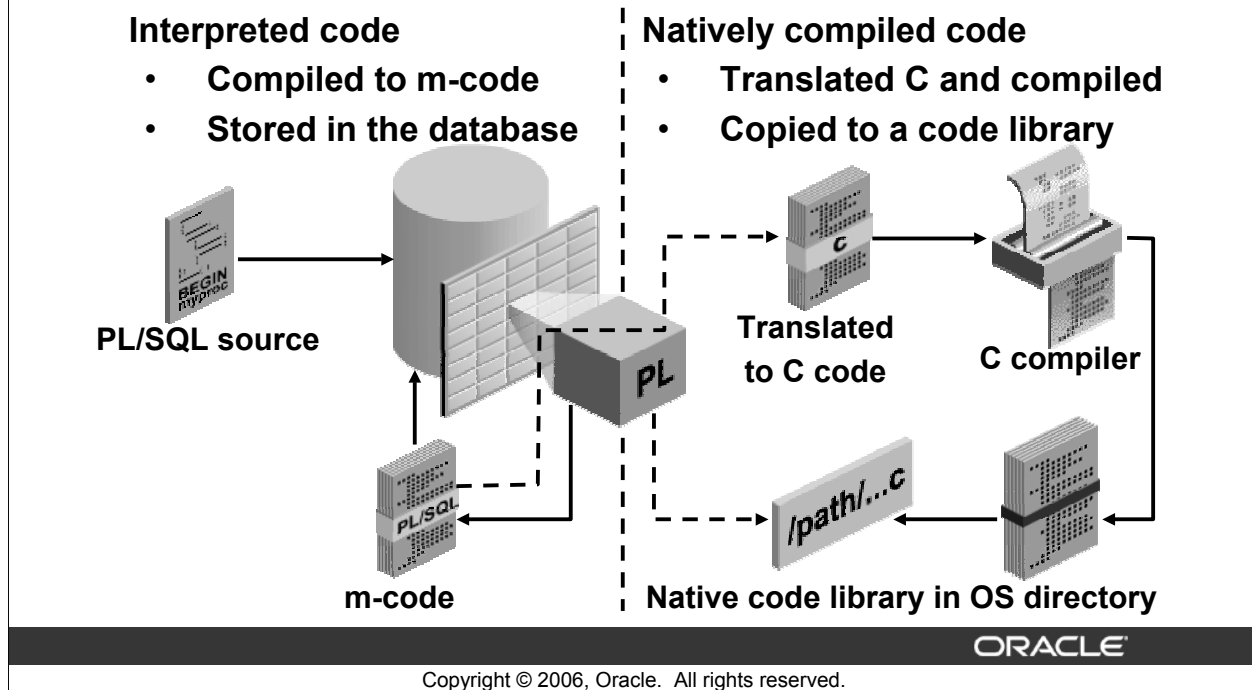 Interpreted code
• Compiled to m-code
• Stored in the database
Natively compiled code
• Translated C and compiled
• Copied to a code library
BEGIN
myproc
PL/SQL source
PL
C
Translated
to C code
C compiler
PL/SQL
m-code
/path/...c
Native code library in OS directory
ORACLE
Copyright © 2006, Oracle. All rights reserved.